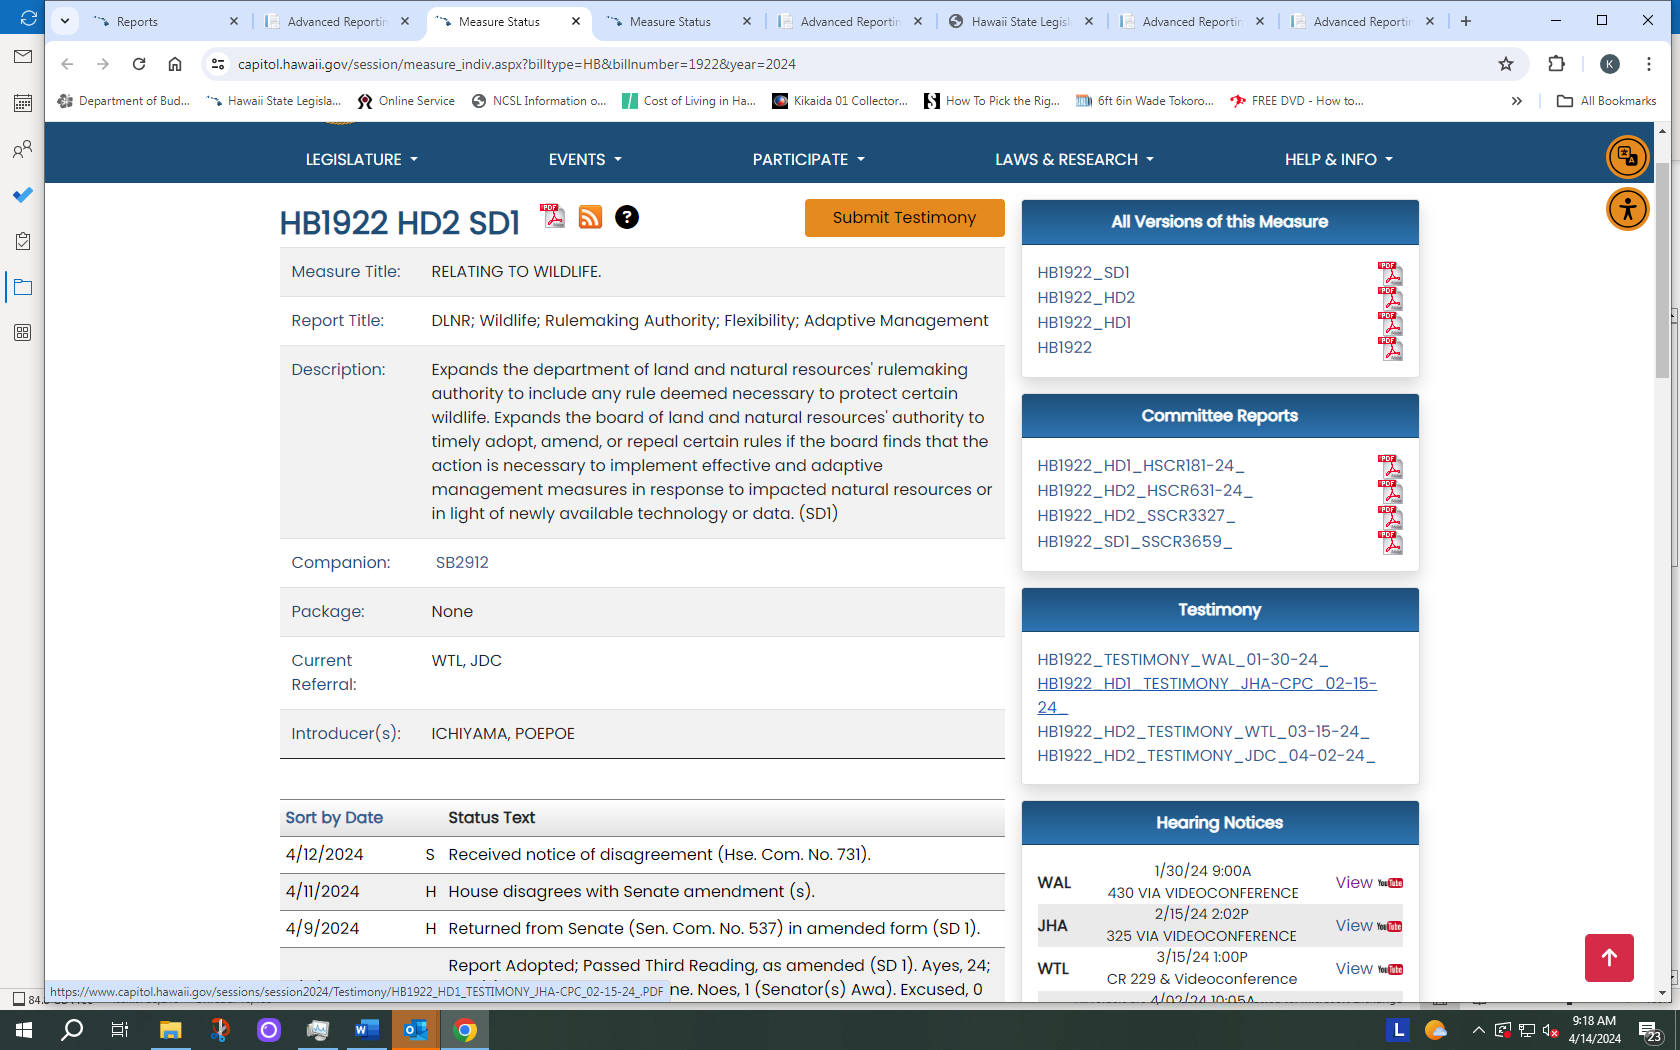 Reports
Advanced Reportin
Measure Status
Measure Status
Advanced Reportin
Hawaii State Legisl
Advanced Reportin
Advanced Reportin
capitol.hawaii.gov/session/measure_indiv.aspx?billtype=HB&billnumber=1922&year=2024
K
Department of Bud...
Hawaii State Legisla...
Online Service
NCSL Information o...
Cost of Living in Ha...
Kikaida 01 Collector...
How To Pick the Rig...
6ft 6in Wade Tokoro...
FREE DVD - How to...
All Bookmarks
LEGISLATURE
EVENTS
PARTICIPATE
LAWS & RESEARCH
HELP & INFO
HB1922 HD2 SD1
Submit Testimony
Measure Title: RELATING TO WILDLIFE.
Report Title: DLNR; Wildlife; Rulemaking Authority; Flexibility; Adaptive Management
Description: Expands the department of land and natural resources' rulemaking
authority to include any rule deemed necessary to protect certain
wildlife. Expands the board of land and natural resources' authority to
timely adopt, amend, or repeal certain rules if the board finds that the
action is necessary to implement effective and adaptive
management measures in response to impacted natural resources or
in light of newly available technology or data. (SD1)
Companion: SB2912
Package: None
Current Referral: WTL, JDC
Introducer(s): ICHIYAMA, POEPOE
Sort by Date Status Text
4/12/2024 S Received notice of disagreement (Hse. Com. No. 731).
4/11/2024 H House disagrees with Senate amendment (s).
4/9/2024 H Returned from Senate (Sen. Com. No. 537) in amended form (SD 1).
Report Adopted; Passed Third Reading, as amended (SD 1). Ayes, 24;
ne. Noes, 1 (Senator(s) Awa). Excused, 0
https://www.capitol.hawaii.gov/sessions/session2024/Testimony/HB1922_HD1_TESTIMONY_JHA-CPC_02-15-24_.PDF
All Versions of this Measure
HB1922_SD1
HB1922_HD2
HB1922_HD1
HB1922
Committee Reports
HB1922_HD1_HSCR181-24_
HB1922_HD2_HSCR631-24_
HB1922_HD2_SSCR3327_
HB1922_SD1_SSCR3659_
Testimony
HB1922_TESTIMONY_WAL_01-30-24_
HB1922_HD1_TESTIMONY_JHA-CPC_02-15-
24_
HB1922_HD2_TESTIMONY_WTL_03-15-24_
HB1922_HD2_TESTIMONY_JDC_04-02-24_
Hearing Notices
WAL 1/30/24 9:00A
430 VIA VIDEOCONFERENCE View YouTube
JHA 2/15/24 2:02P
325 VIA VIDEOCONFERENCE View YouTube
WTL 3/15/24 1:00P
CR 229 & Videoconference View YouTube
4/02/24 10:05A
9:18 AM
4/14/2024
23